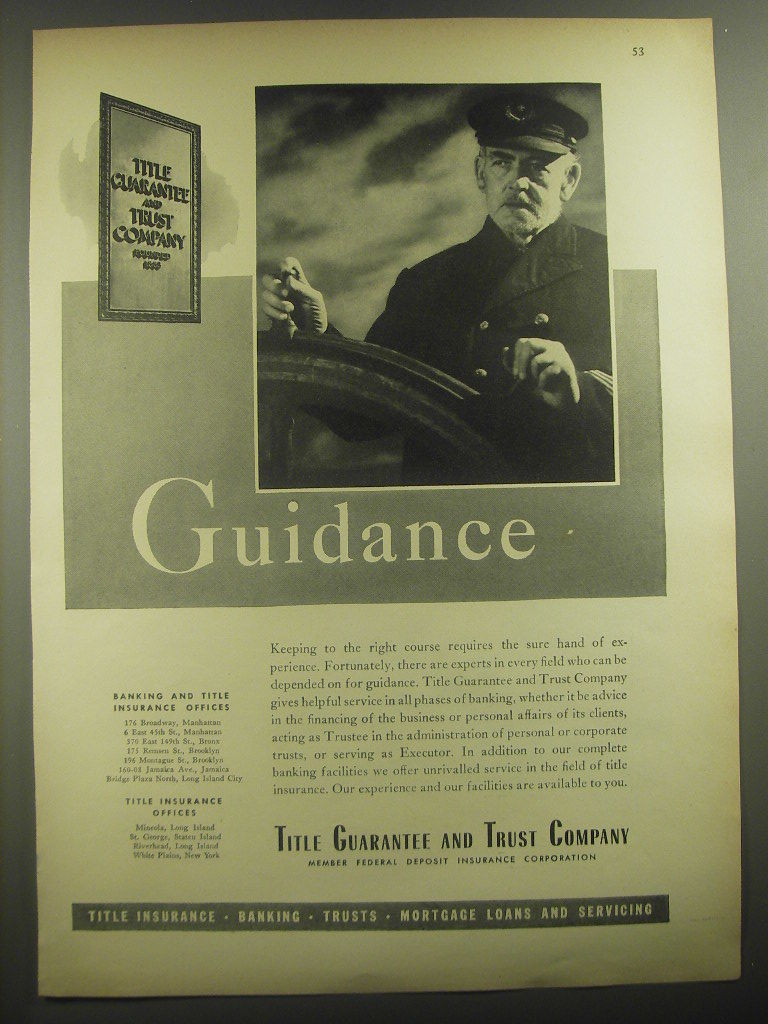 53
TITLE
GUARANTEE
AND
TRUST
COMPANY
FOUNDED
1883
Guidance
Keeping to the right course requires the sure hand of ex-
perience. Fortunately, there are experts in every field who can be
depended on for guidance. Title Guarantee and Trust Company
gives helpful service in all phases of banking, whether it be advice
in the financing of the business or personal affairs of its clients,
acting as Trustee in the administration of personal or corporate
trusts, or serving as Executor. In addition to our complete
banking facilities we offer unrivalled service in the field of title
insurance. Our experience and our facilities are available to you.
BANKING AND TITLE
INSURANCE OFFICES
176 Broadway, Manhattan
6 East 45th St., Manhattan
370 East 149th St., Bronx
175 Remsen St., Brooklyn
196 Montague St., Brooklyn
160-08 Jamaica Ave., Jamaica
Bridge Plaza North, Long Island City
TITLE INSURANCE
OFFICES
Mineola, Long Island
St. George, Staten Island
Riverhead, Long Island
White Plains, New York
TITLE GUARANTEE AND TRUST COMPANY
MEMBER FEDERAL DEPOSIT INSURANCE CORPORATION
TITLE INSURANCE · BANKING · TRUSTS · MORTGAGE LOANS AND SERVICING